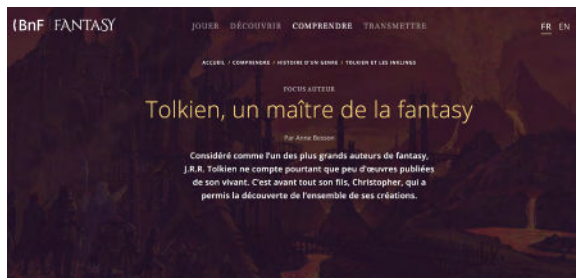 (BnF FANTASY
JOUER DÉCOUVRIR COMPRENDRE TRANSMETTRE
FR EN
ACCUEIL / COMPRENDRE / HISTOIRE D'UN GENRE / TOLKIEN ET LES INKLINGS
FOCUS AUTEUR
Tolkien, un maître de la fantasy
Par Anne Besson
Considéré comme l'un des plus grands auteurs de fantasy,
J.R.R. Tolkien ne compte pourtant que peu d'œuvres publiées
de son vivant. C'est avant tout son fils, Christopher, qui a
permis la découverte de l'ensemble de ses créations.